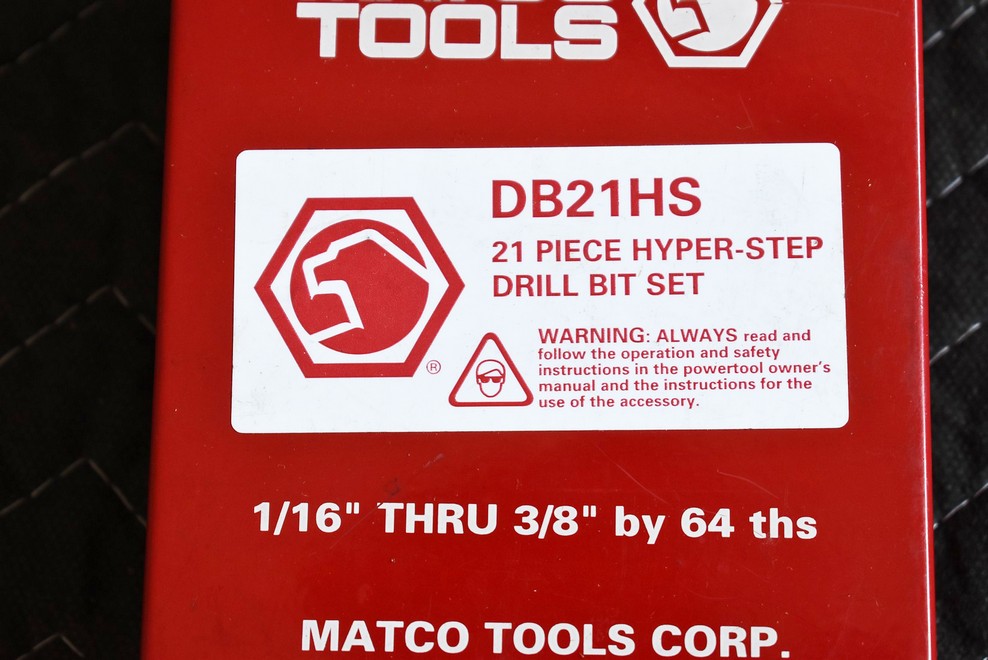 TOOLS
DB21HS
21 PIECE HYPER-STEP
DRILL BIT SET
WARNING: ALWAYS read and
follow the operation and safety
instructions in the powertool owner's
manual and the instructions for the
use of the accessory.
®
1/16" THRU 3/8" by 64 ths
MATCO TOOLS CORP.